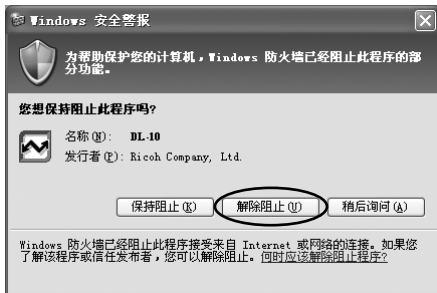 Windows 安全警报
为帮助保护您的计算机，Windows 防火墙已经阻止此程序的部
分功能。
您想保持阻止此程序吗?
名称(N): DL-10
发行者(P): Ricoh Company, Ltd.
保持阻止(K) 解除阻止(U) 稍后询问(A)
Windows 防火墙已经阻止此程序接受来自 Internet 或网络的连接。如果您
了解该程序或信任发布者，您可以解除阻止。何时应该解除阻止程序?